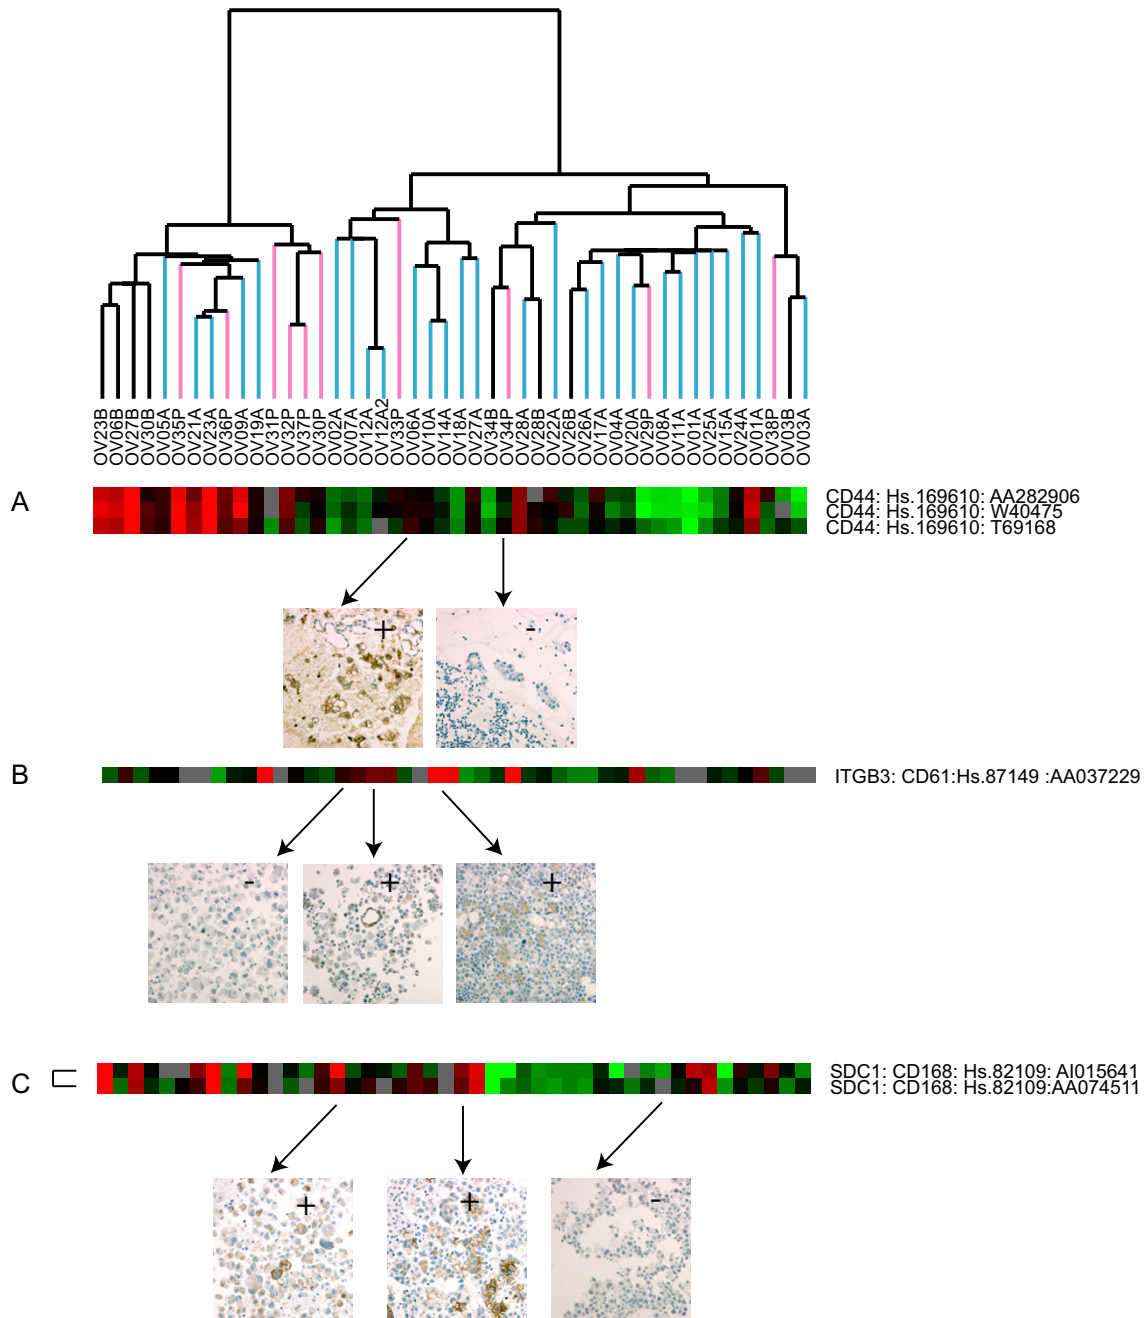 OV23B
OV06B
OV27B
OV30B
OV05A
OV35P
OV21A
OV23A
OV36P
OV09A
OV19A
OV31P
OV32P
OV37P
OV30P
OV02A
OV07A
OV12A
OV12A2
OV33P
OV06A
OV10A
OV14A
OV18A
OV27A
OV34B
OV34P
OV28A
OV28B
OV22A
OV26B
OV26A
OV17A
OV04A
OV20A
OV29P
OV08A
OV11A
OV01A
OV25A
OV15A
OV24A
OV01A
OV38P
OV03B
OV03A
A
CD44: Hs.169610: AA282906
CD44: Hs.169610: W40475
CD44: Hs.169610: T69168
+
-
B
ITGB3: CD61:Hs.87149 :AA037229
-
+
+
C
SDC1: CD168: Hs.82109: AI015641
SDC1: CD168: Hs.82109:AA074511
+
+
-